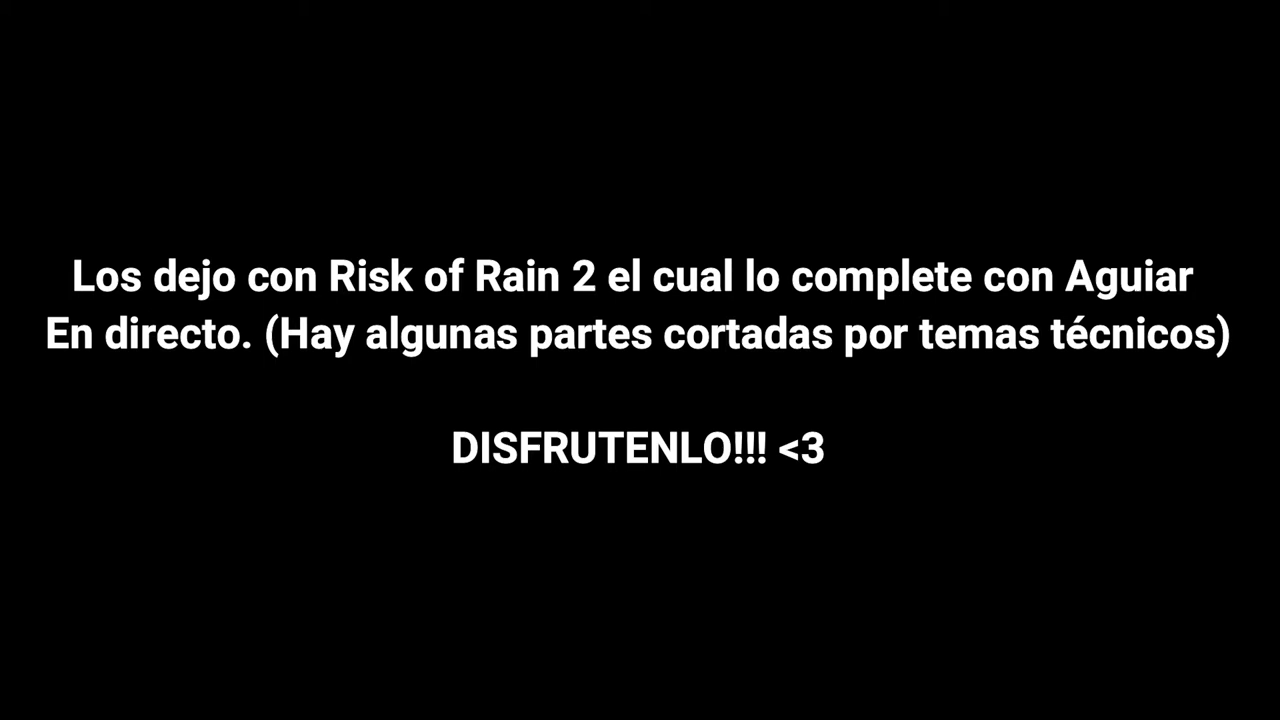 Los dejo con Risk of Rain 2 el cual lo complete con Aguiar
En directo. (Hay algunas partes cortadas por temas técnicos)
DISFRUTENLO!!! <3